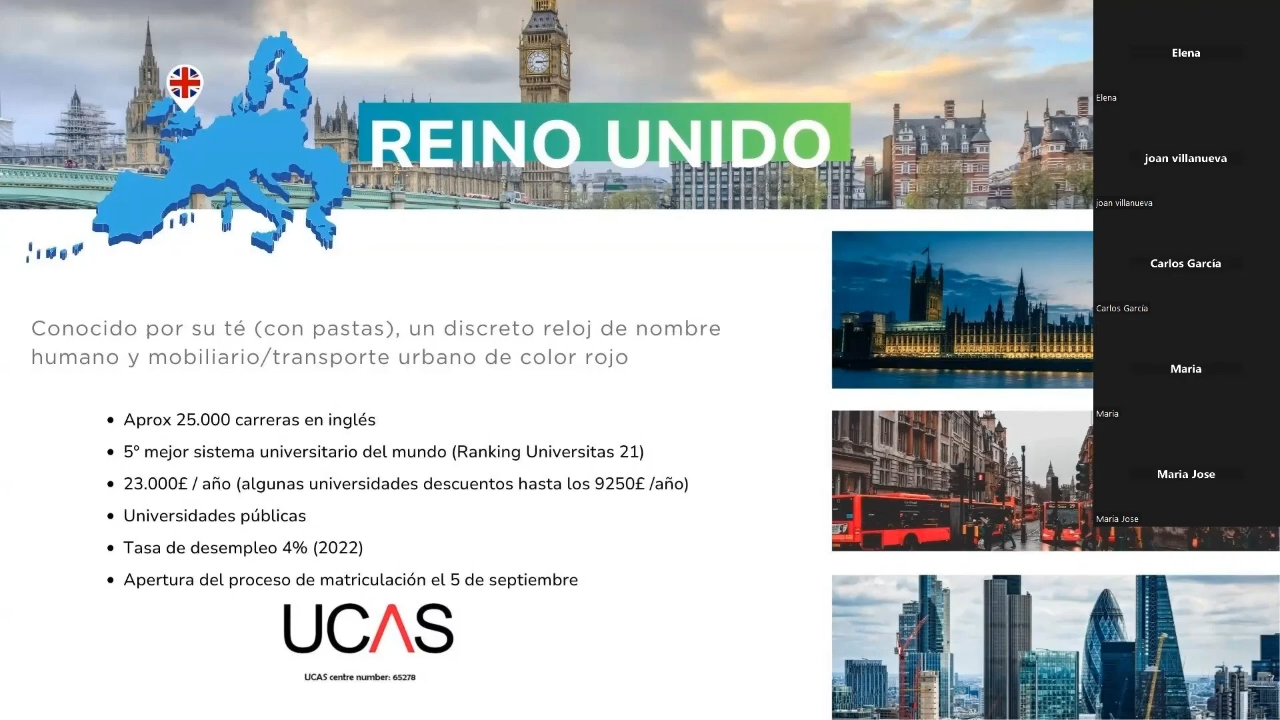 REINO UNIDO
Conocido por su té (con pastas), un discreto reloj de nombre
humano y mobiliario/transporte urbano de color rojo
• Aprox 25.000 carreras en inglés
• 5º mejor sistema universitario del mundo (Ranking Universitas 21)
• 23.000£ / año (algunas universidades descuentos hasta los 9250£ /año)
• Universidades públicas
• Tasa de desempleo 4% (2022)
• Apertura del proceso de matriculación el 5 de septiembre
UCAS
UCAS centre number: 65278
Elena
Elena
joan villanueva
joan villanueva
Carlos García
Carlos García
Maria
Maria
Maria Jose
Maria Jose